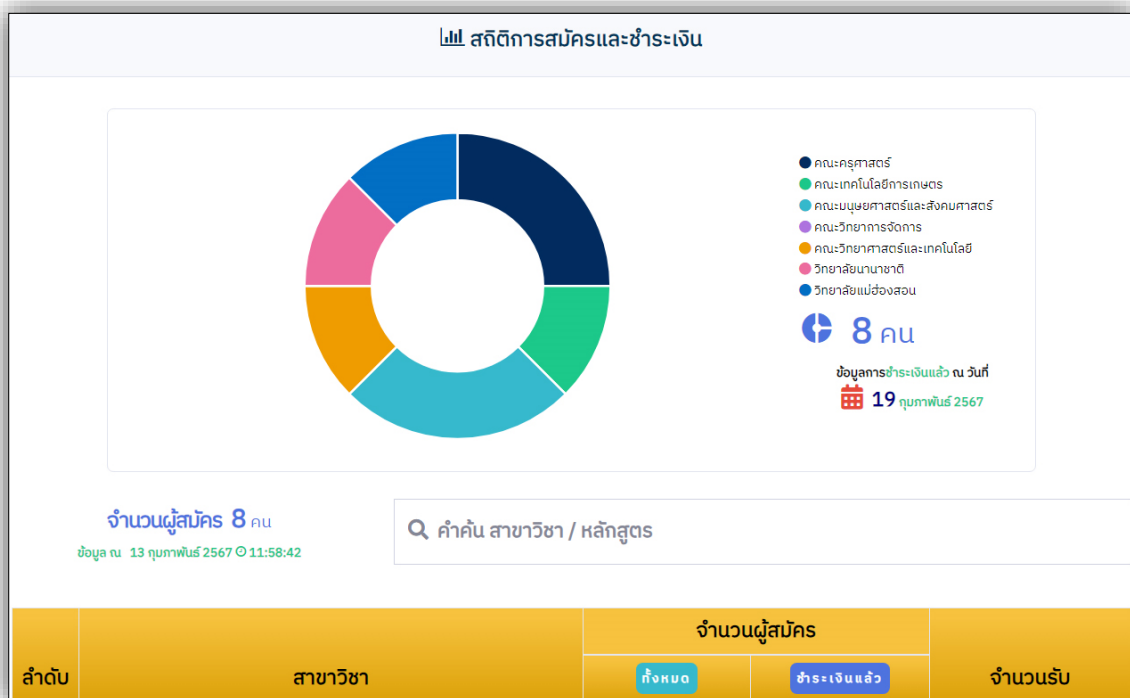 สถิติการสมัครและชำระเงิน
คณะครุศาสตร์
คณะเทคโนโลยีการเกษตร
คณะมนุษยศาสตร์และสังคมศาสตร์
คณะวิทยาการจัดการ
คณะวิทยาศาสตร์และเทคโนโลยี
วิทยาลัยนานาชาติ
วิทยาลัยแม่ฮ่องสอน
8 คน
ข้อมูลการชำระเงินแล้ว ณ วันที่
19 กุมภาพันธ์ 2567
จำนวนผู้สมัคร 8 คน
ข้อมูล ณ 13 กุมภาพันธ์ 2567 11:58:42
คำค้น สาขาวิชา / หลักสูตร
ลำดับ
สาขาวิชา
จำนวนผู้สมัคร
ทั้งหมด
ชำระเงินแล้ว
จำนวนรับ